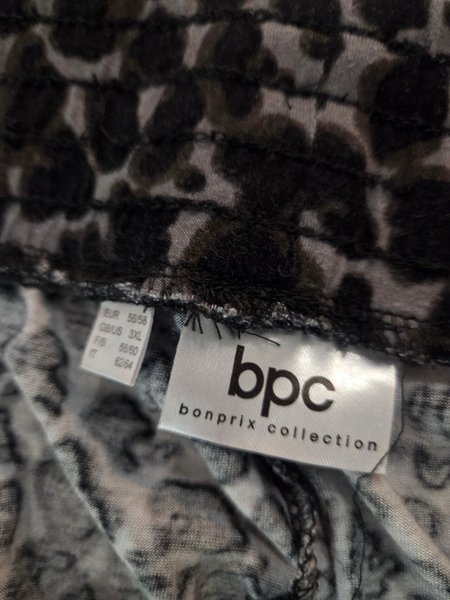 EUR 56/58
GB/US 3XL
F/B 58/60
IT 62/64
bpc
bonprix collection